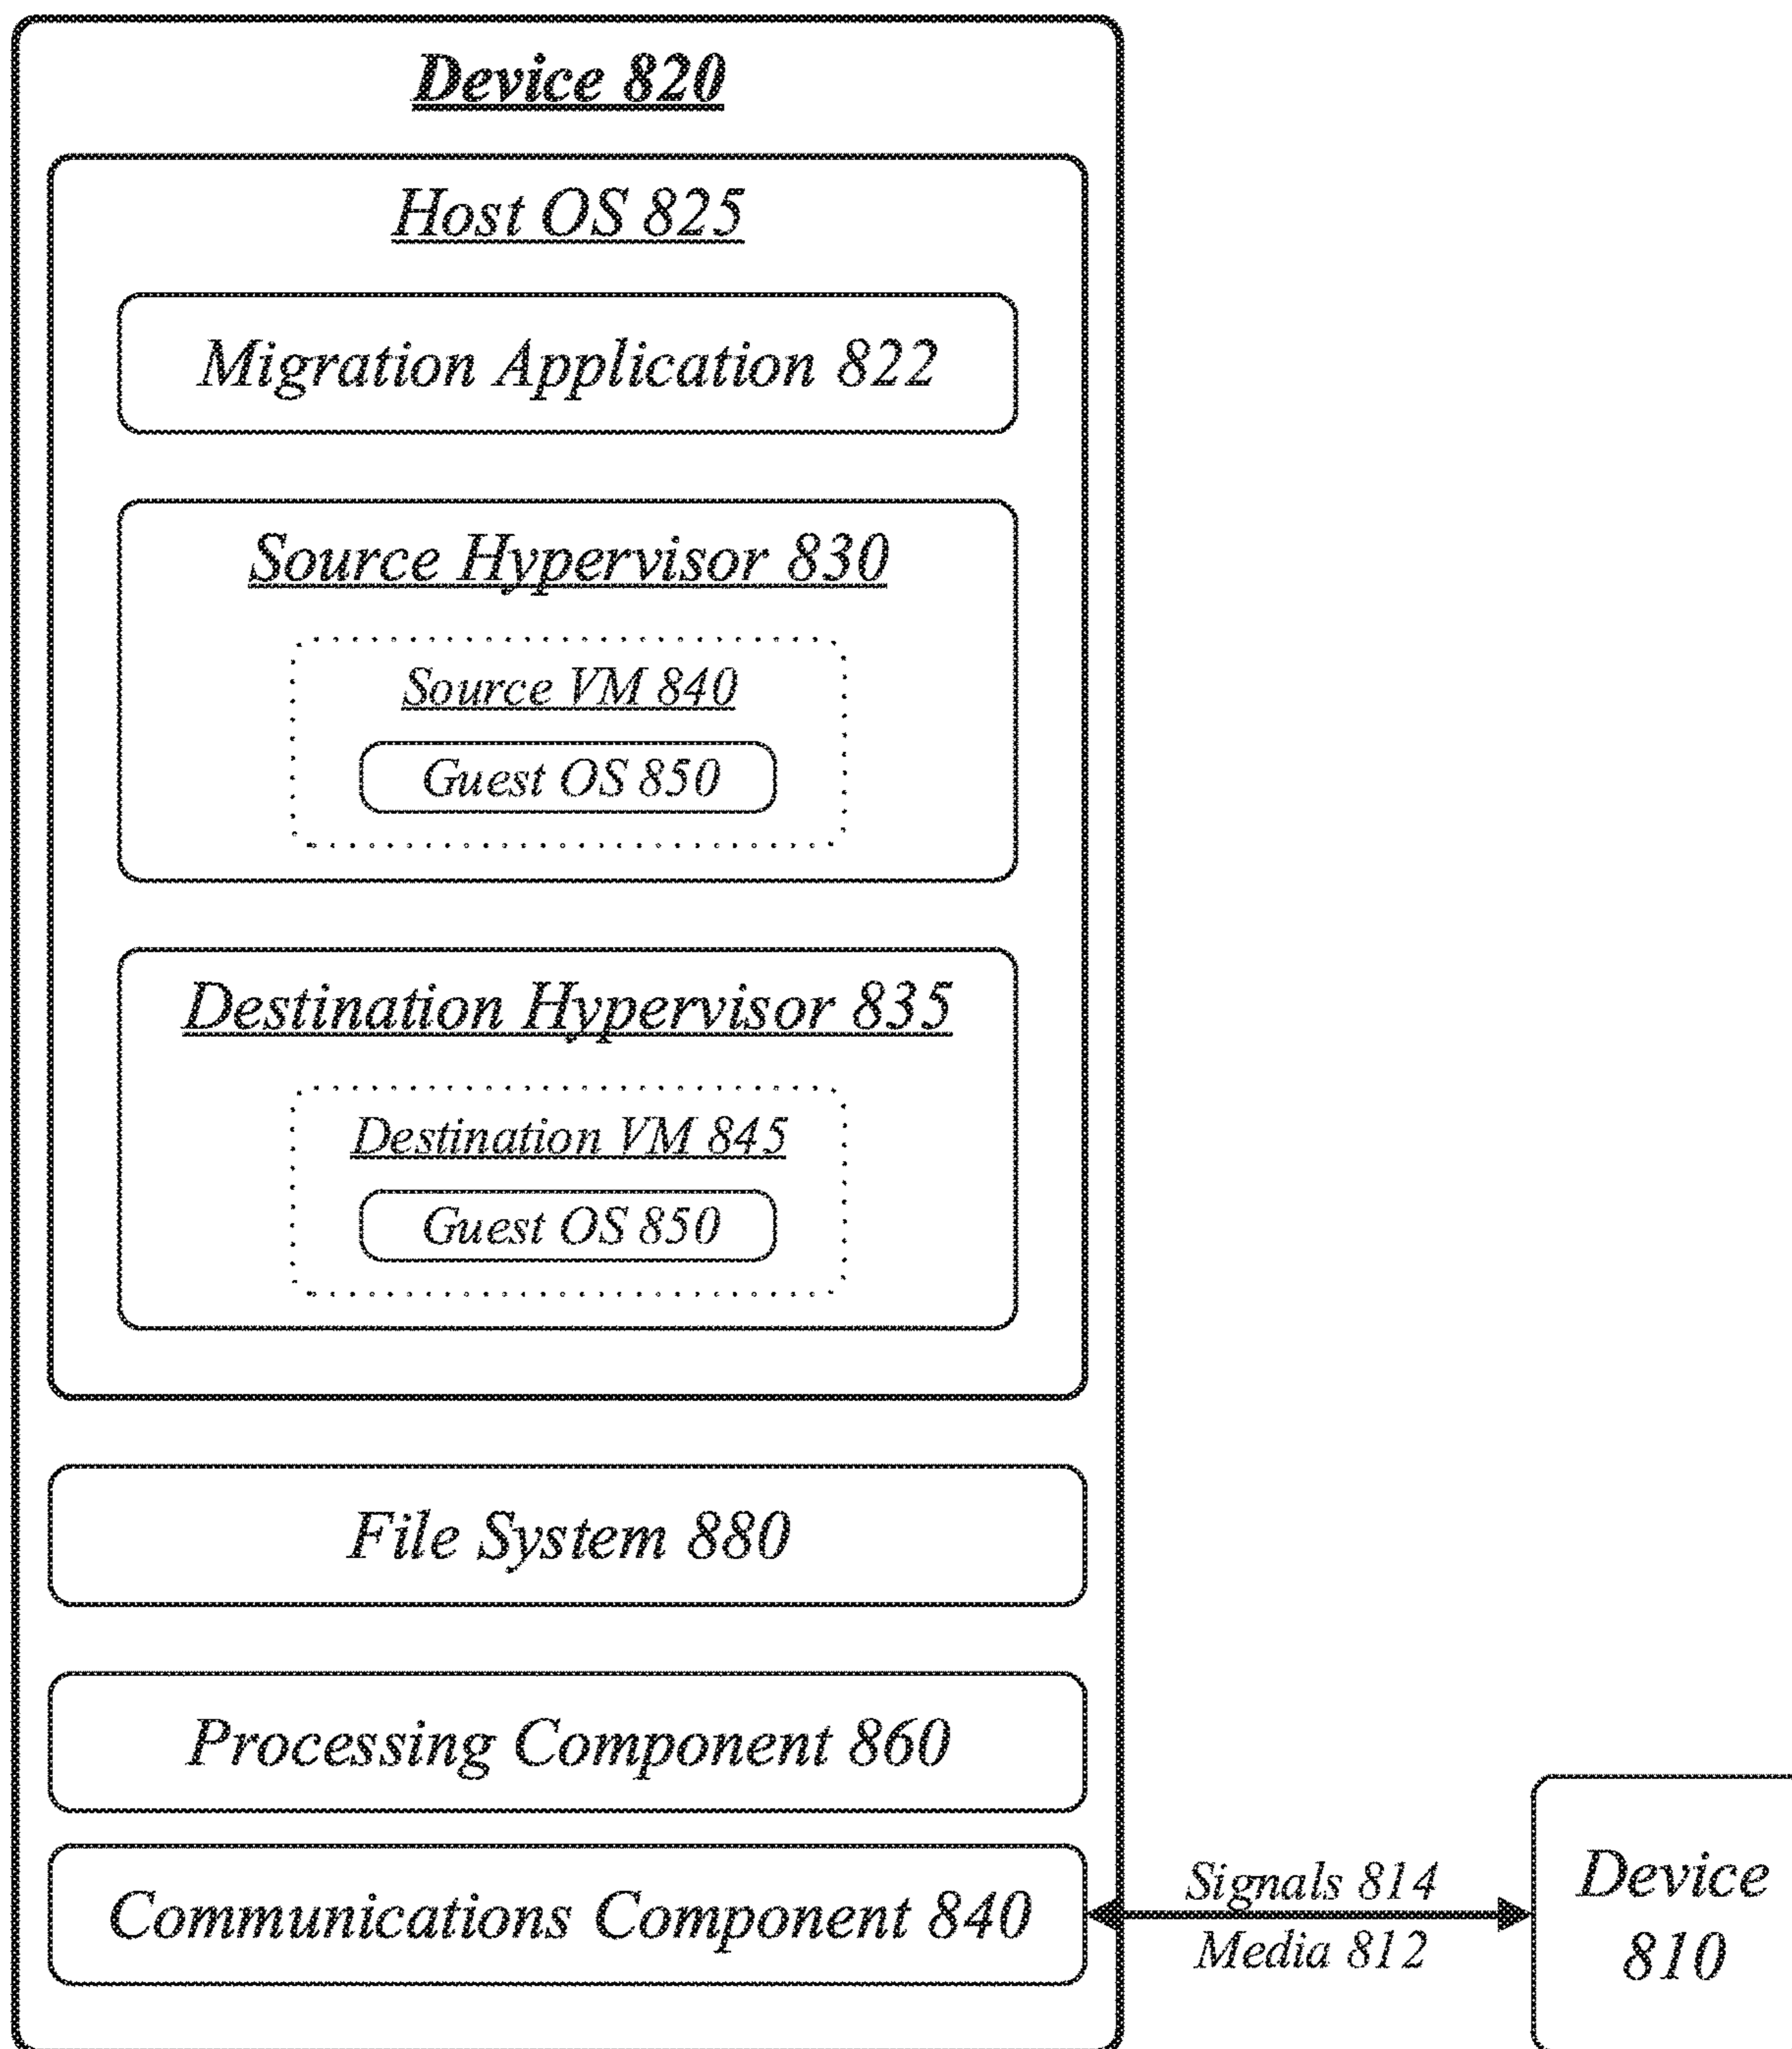 Device 820
Host OS 825
Migration Application 822
Source Hypervisor 830
Source VM 840
Guest OS 850
Destination Hypervisor 835
Destination VM 845
Guest OS 850
File System 880
Processing Component 860
Communications Component 840
Signals 814
Media 812
Device
810